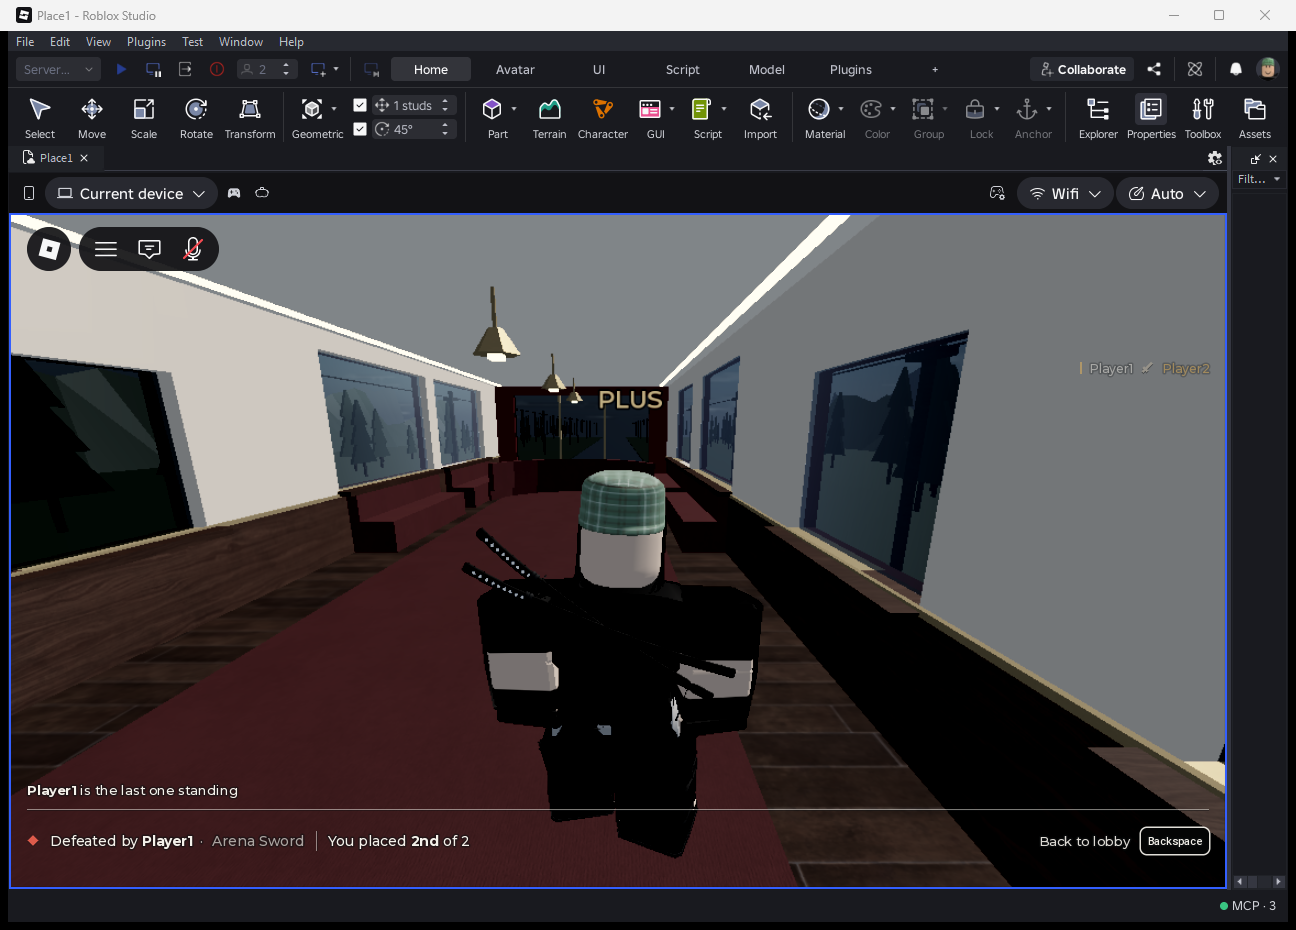 Place1 - Roblox Studio
File Edit View Plugins Test Window Help
Server... 2 Home Avatar UI Script Model Plugins + Collaborate
1 studs
45°
Select Move Scale Rotate Transform Geometric Part Terrain Character GUI Script Import Material Color Group Lock Anchor Explorer Properties Toolbox Assets
Place1
Filt...
Current device Wifi Auto
Player1 Player2
PLUS
Player1 is the last one standing
Defeated by Player1 · Arena Sword You placed 2nd of 2 Back to lobby Backspace
MCP · 3